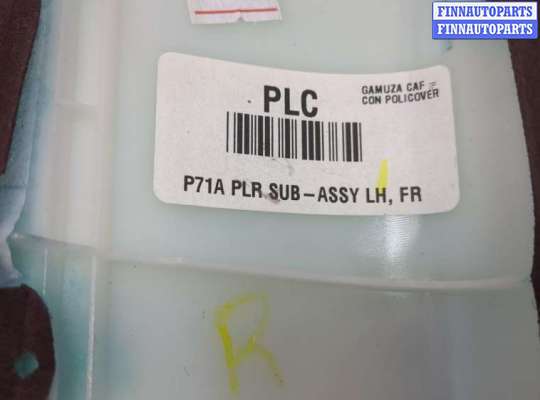 FINNAUTOPARTS
FINNAUTOPARTS
PLC
GAMUZA CAF
CON POLICOVER
P71A PLR SUB-ASSY LH, FR
R